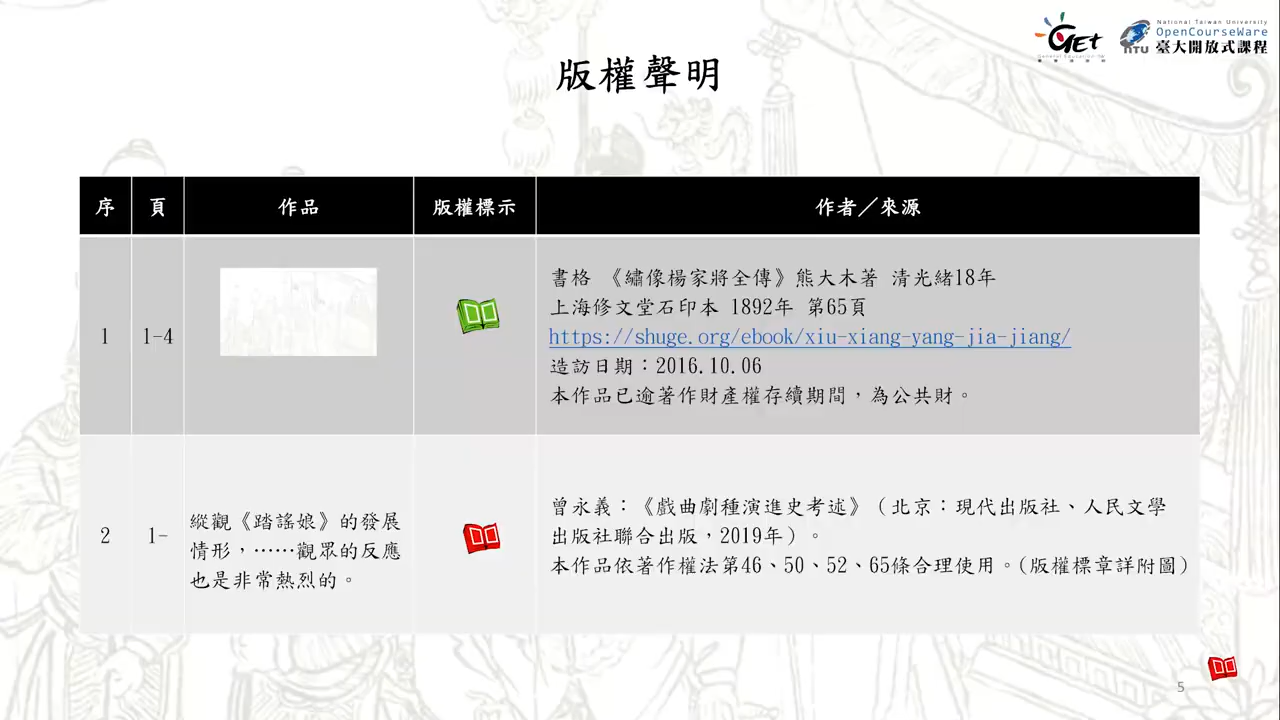 GET
General Education TW
National Taiwan University
OpenCourseWare
NTU 臺大開放式課程
版權聲明
序 頁 作品 版權標示 作者／來源
1 1-4
書格 《繡像楊家將全傳》熊大木著 清光緒18年
上海修文堂石印本 1892年 第65頁
https://shuge.org/ebook/xiu-xiang-yang-jia-jiang/
造訪日期：2016.10.06
本作品已逾著作財產權存續期間，為公共財。
2 1-
縱觀《踏謠娘》的發展
情形，……觀眾的反應
也是非常熱烈的。
曾永義：《戲曲劇種演進史考述》（北京：現代出版社、人民文學
出版社聯合出版，2019年）。
本作品依著作權法第46、50、52、65條合理使用。(版權標章詳附圖)
5